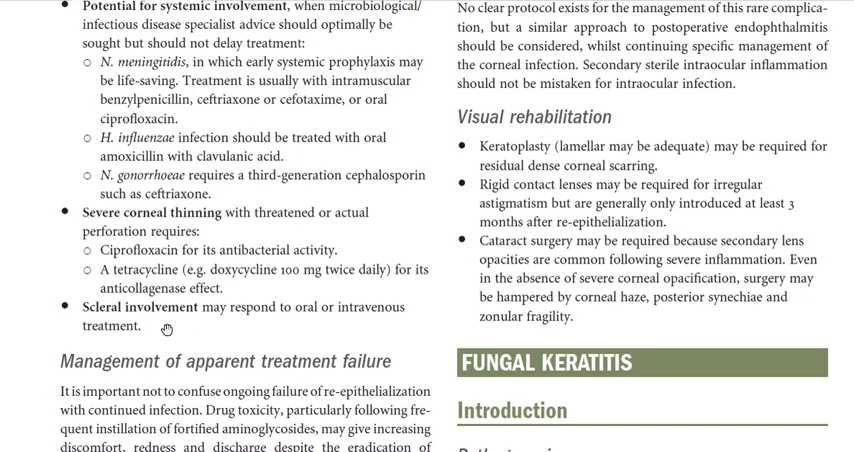 • Potential for systemic involvement, when microbiological/
infectious disease specialist advice should optimally be
sought but should not delay treatment:
○ N. meningitidis, in which early systemic prophylaxis may
be life-saving. Treatment is usually with intramuscular
benzylpenicillin, ceftriaxone or cefotaxime, or oral
ciprofloxacin.
○ H. influenzae infection should be treated with oral
amoxicillin with clavulanic acid.
○ N. gonorrhoeae requires a third-generation cephalosporin
such as ceftriaxone.
• Severe corneal thinning with threatened or actual
perforation requires:
○ Ciprofloxacin for its antibacterial activity.
○ A tetracycline (e.g. doxycycline 100 mg twice daily) for its
anticollagenase effect.
• Scleral involvement may respond to oral or intravenous
treatment.
Management of apparent treatment failure
It is important not to confuse ongoing failure of re-epithelialization
with continued infection. Drug toxicity, particularly following fre-
quent instillation of fortified aminoglycosides, may give increasing
discomfort, redness and discharge despite the eradication of
No clear protocol exists for the management of this rare complica-
tion, but a similar approach to postoperative endophthalmitis
should be considered, whilst continuing specific management of
the corneal infection. Secondary sterile intraocular inflammation
should not be mistaken for intraocular infection.
Visual rehabilitation
• Keratoplasty (lamellar may be adequate) may be required for
residual dense corneal scarring.
• Rigid contact lenses may be required for irregular
astigmatism but are generally only introduced at least 3
months after re-epithelialization.
• Cataract surgery may be required because secondary lens
opacities are common following severe inflammation. Even
in the absence of severe corneal opacification, surgery may
be hampered by corneal haze, posterior synechiae and
zonular fragility.
FUNGAL KERATITIS
Introduction